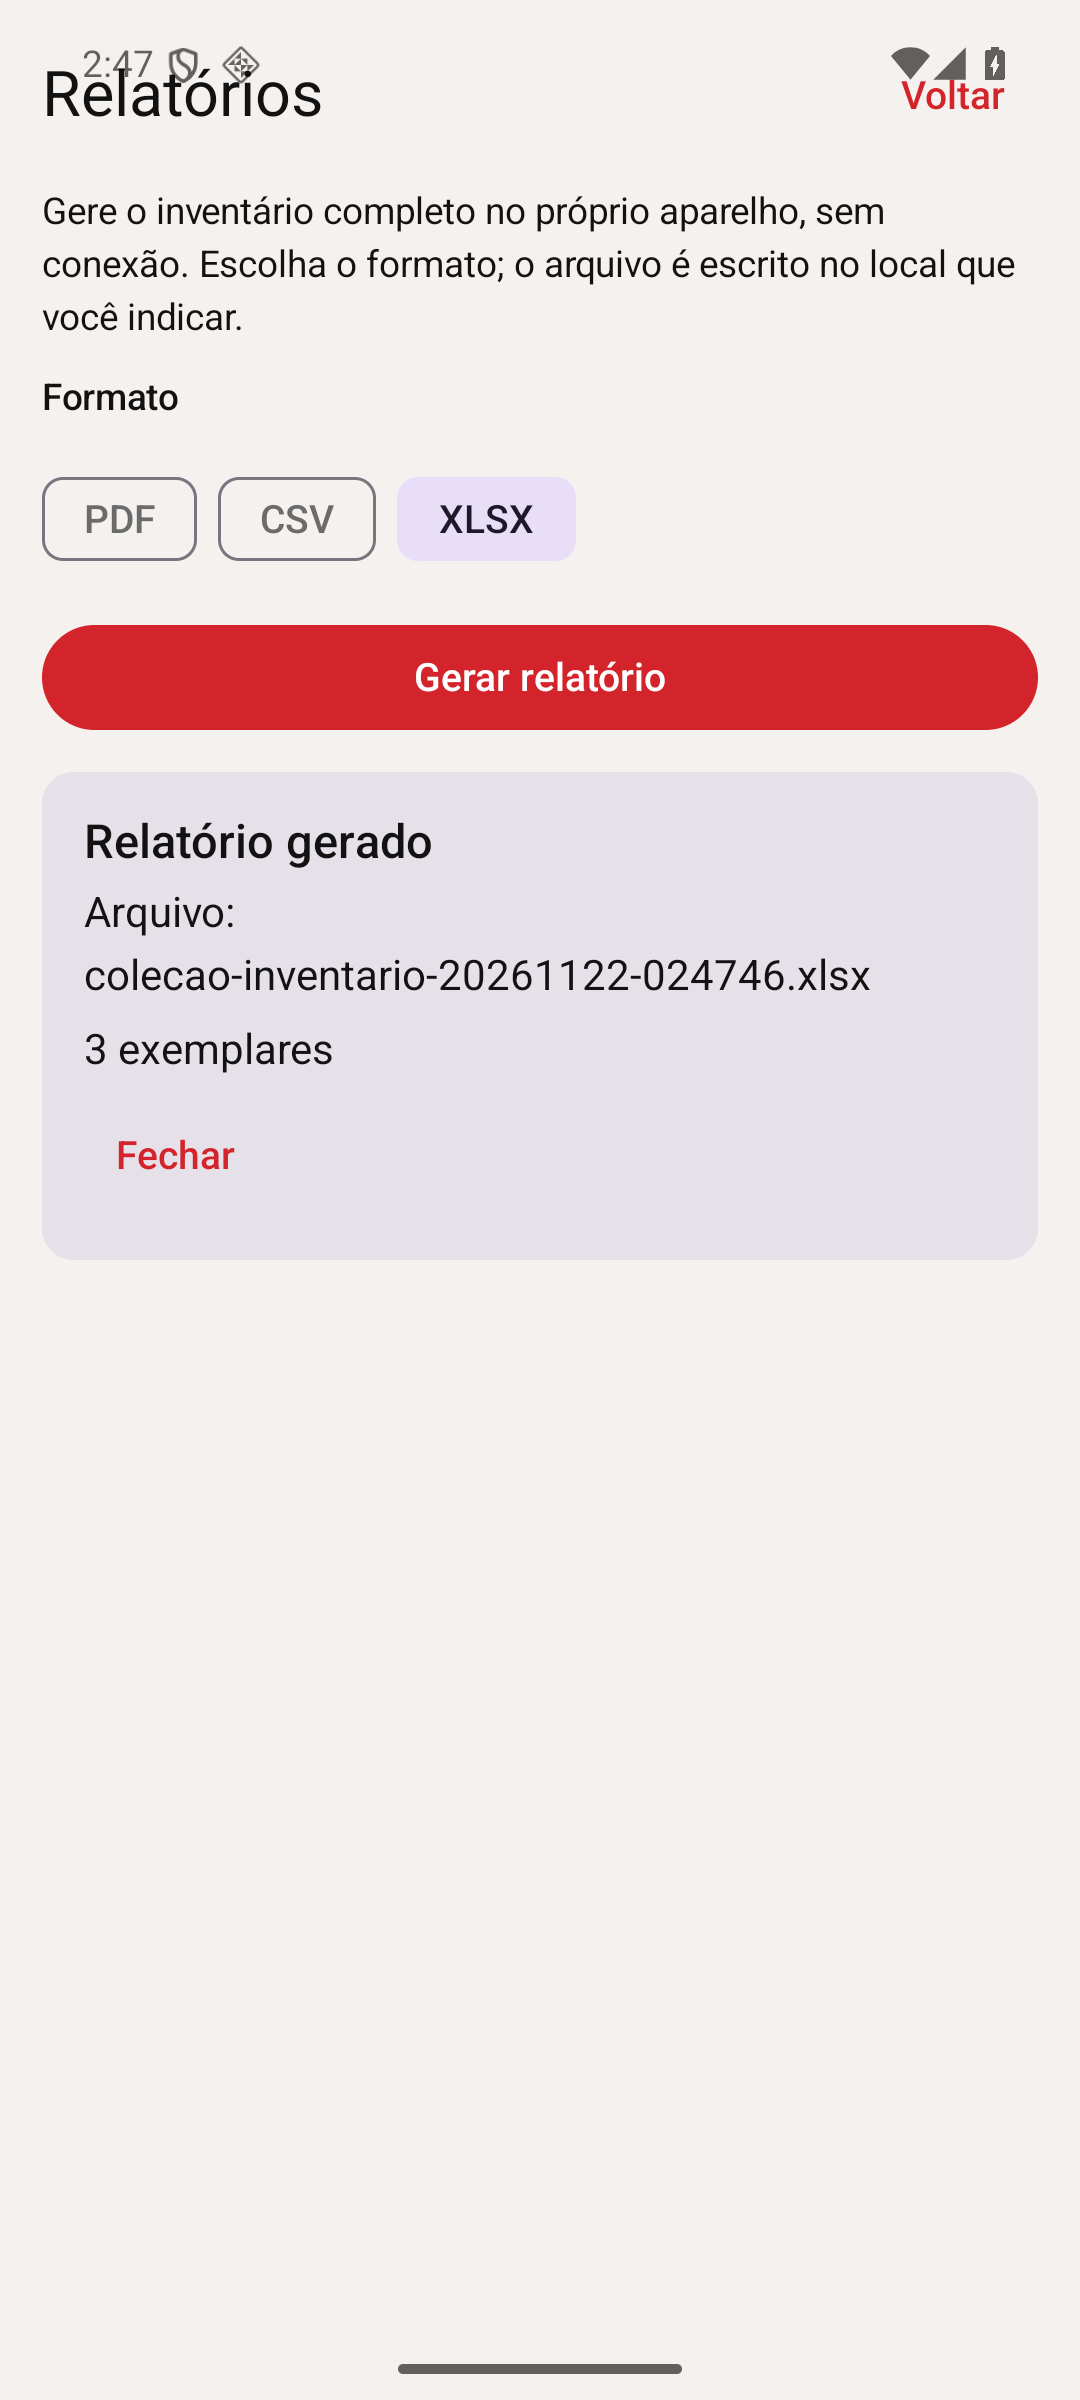 2:47
Relatórios
Voltar
Gere o inventário completo no próprio aparelho, sem
conexão. Escolha o formato; o arquivo é escrito no local que
você indicar.
Formato
PDF
CSV
XLSX
Gerar relatório
Relatório gerado
Arquivo:
colecao-inventario-20261122-024746.xlsx
3 exemplares
Fechar